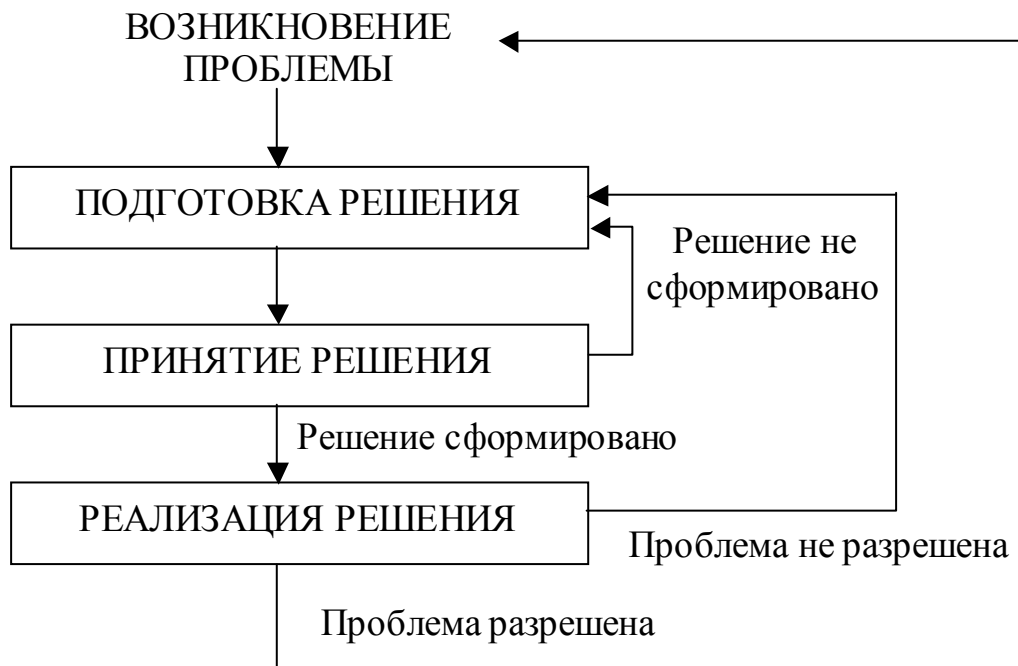 ВОЗНИКНОВЕНИЕ
ПРОБЛЕМЫ
ПОДГОТОВКА РЕШЕНИЯ
Решение не
сформировано
ПРИНЯТИЕ РЕШЕНИЯ
Решение сформировано
РЕАЛИЗАЦИЯ РЕШЕНИЯ
Проблема не разрешена
Проблема разрешена